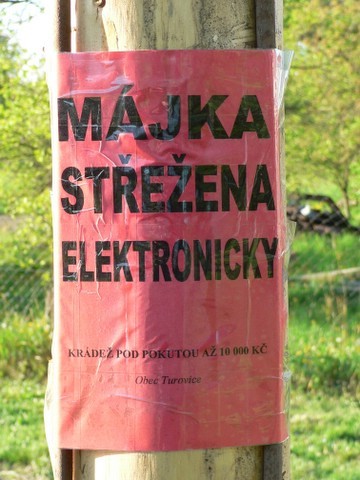 MÁJKA
STŘEŽENA
ELEKTRONICKY
KRÁDEŽ POD POKUTOU AŽ 10 000 KČ
Obec Turovice